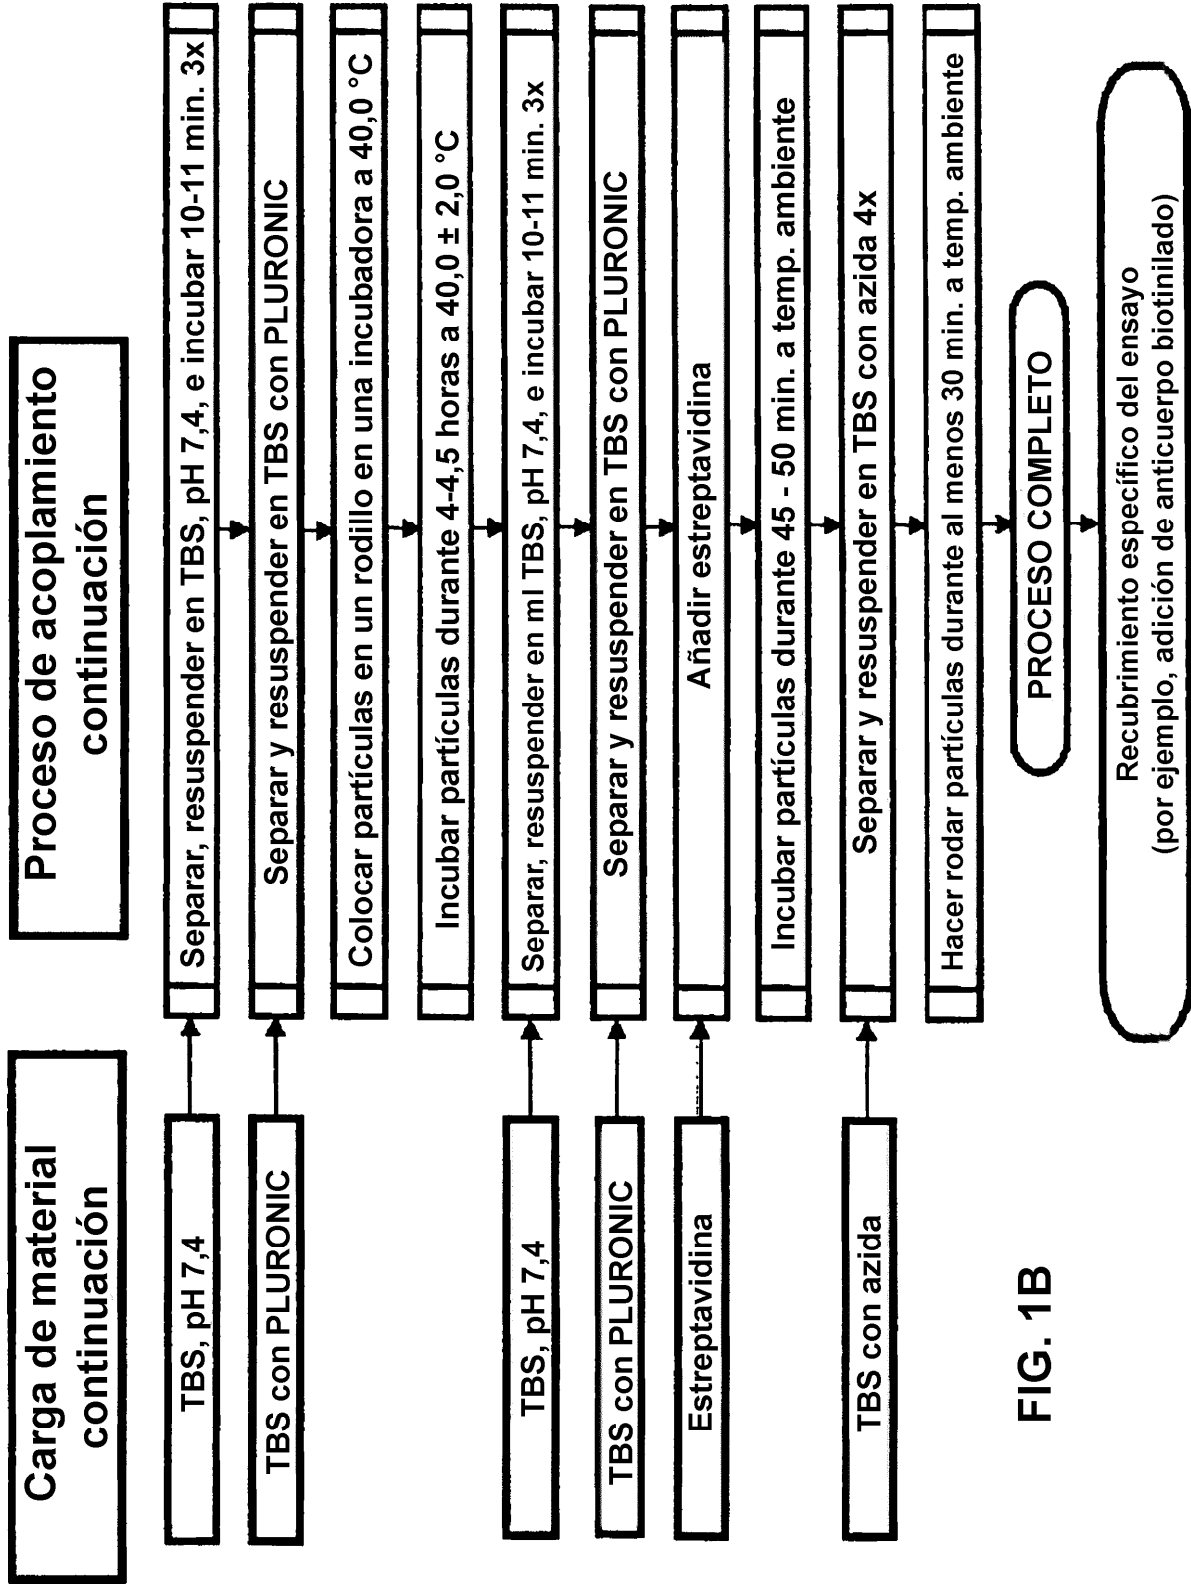 Carga de material
continuación
Proceso de acoplamiento
continuación
TBS, pH 7,4
Separar, resuspender en TBS, pH 7,4, e incubar 10-11 min. 3x
TBS con PLURONIC
Separar y resuspender en TBS con PLURONIC
Colocar partículas en un rodillo en una incubadora a 40,0 °C
Incubar partículas durante 4-4,5 horas a 40,0 ± 2,0 °C
TBS, pH 7,4
Separar, resuspender en ml TBS, pH 7,4, e incubar 10-11 min. 3x
TBS con PLURONIC
Separar y resuspender en TBS con PLURONIC
Estreptavidina
Añadir estreptavidina
Incubar partículas durante 45 - 50 min. a temp. ambiente
TBS con azida
Separar y resuspender en TBS con azida 4x
Hacer rodar partículas durante al menos 30 min. a temp. ambiente
PROCESO COMPLETO
Recubrimiento específico del ensayo
(por ejemplo, adición de anticuerpo biotinilado)
FIG. 1B